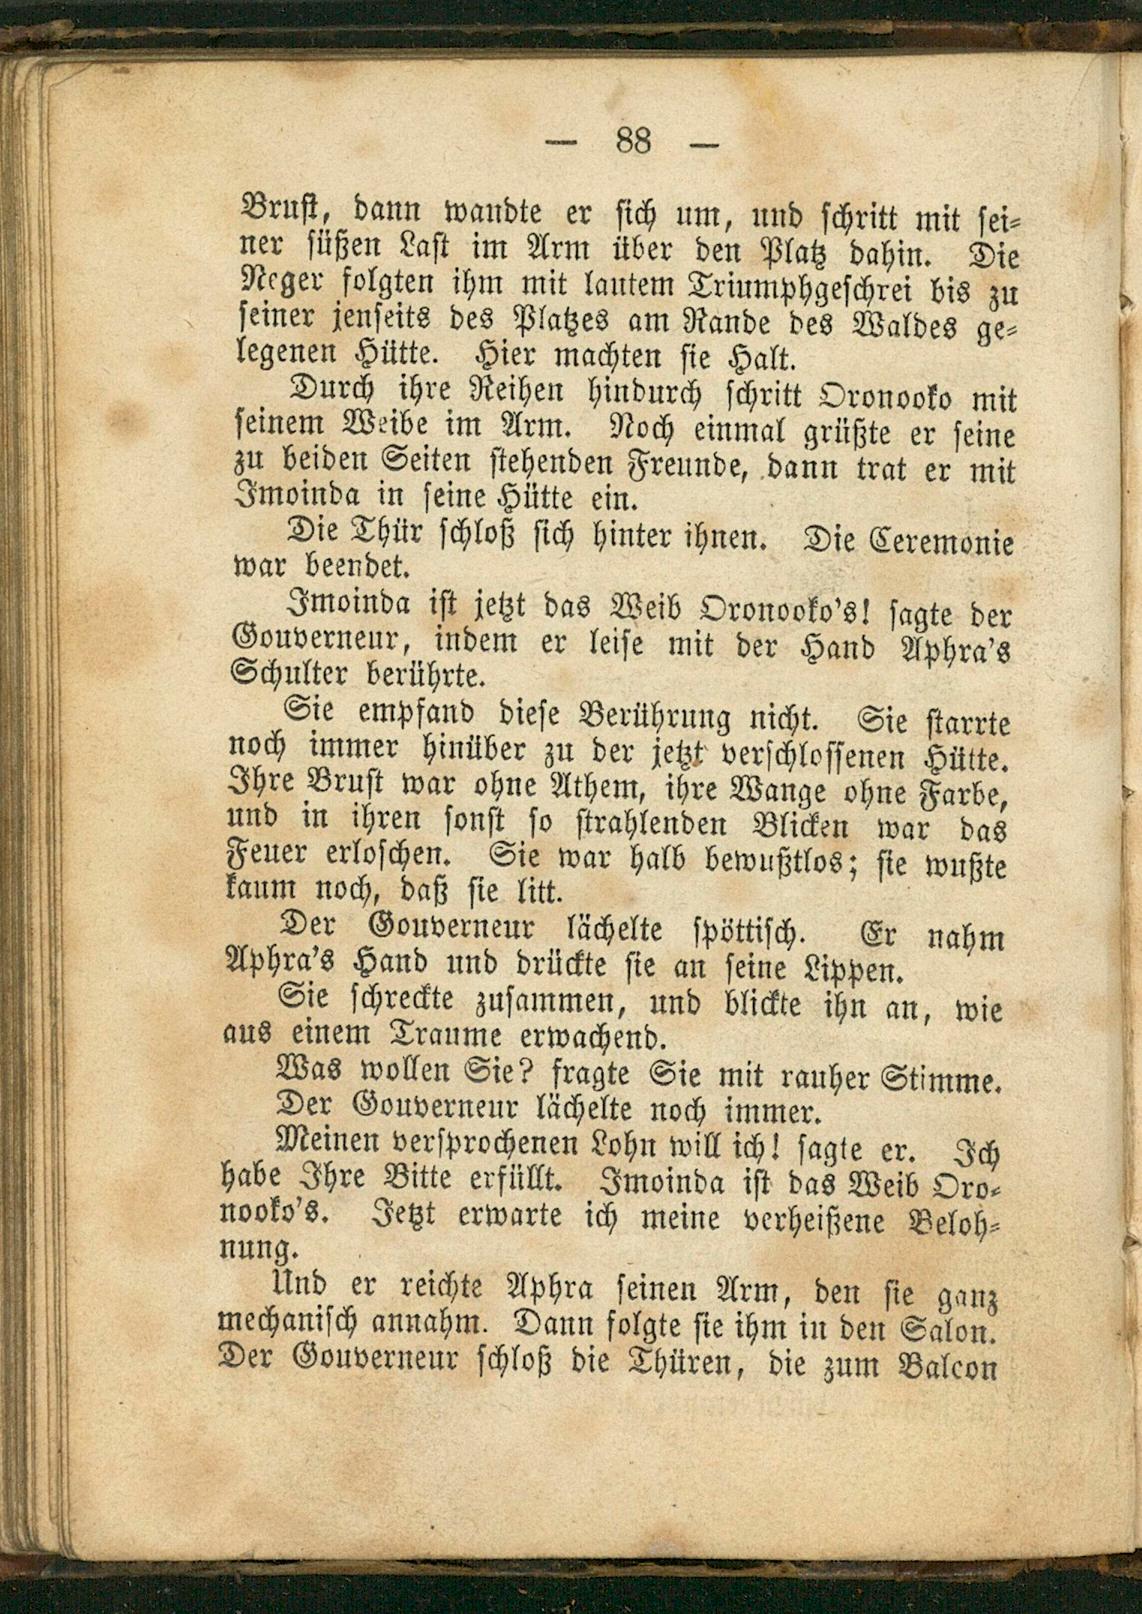 — 88 —
Brust, dann wandte er sich um, und schritt mit sei-
ner süßen Last im Arm über den Platz dahin. Die
Neger folgten ihm mit lautem Triumphgeschrei bis zu
seiner jenseits des Platzes am Rande des Waldes ge-
legenen Hütte. Hier machten sie Halt.
Durch ihre Reihen hindurch schritt Oronooko mit
seinem Weibe im Arm. Noch einmal grüßte er seine
zu beiden Seiten stehenden Freunde, dann trat er mit
Imoinda in seine Hütte ein.
Die Thür schloß sich hinter ihnen. Die Ceremonie
war beendet.
Imoinda ist jetzt das Weib Oronooko's! sagte der
Gouverneur, indem er leise mit der Hand Aphra's
Schulter berührte.
Sie empfand diese Berührung nicht. Sie starrte
noch immer hinüber zu der jetzt verschlossenen Hütte.
Ihre Brust war ohne Athem, ihre Wange ohne Farbe,
und in ihren sonst so strahlenden Blicken war das
Feuer erloschen. Sie war halb bewußtlos; sie wußte
kaum noch, daß sie litt.
Der Gouverneur lächelte spöttisch. Er nahm
Aphra's Hand und drückte sie an seine Lippen.
Sie schreckte zusammen, und blickte ihn an, wie
aus einem Traume erwachend.
Was wollen Sie? fragte Sie mit rauher Stimme.
Der Gouverneur lächelte noch immer.
Meinen versprochenen Lohn will ich! sagte er. Ich
habe Ihre Bitte erfüllt. Imoinda ist das Weib Oro-
nooko's. Jetzt erwarte ich meine verheißene Beloh-
nung.
Und er reichte Aphra seinen Arm, den sie ganz
mechanisch annahm. Dann folgte sie ihm in den Salon.
Der Gouverneur schloß die Thüren, die zum Balcon